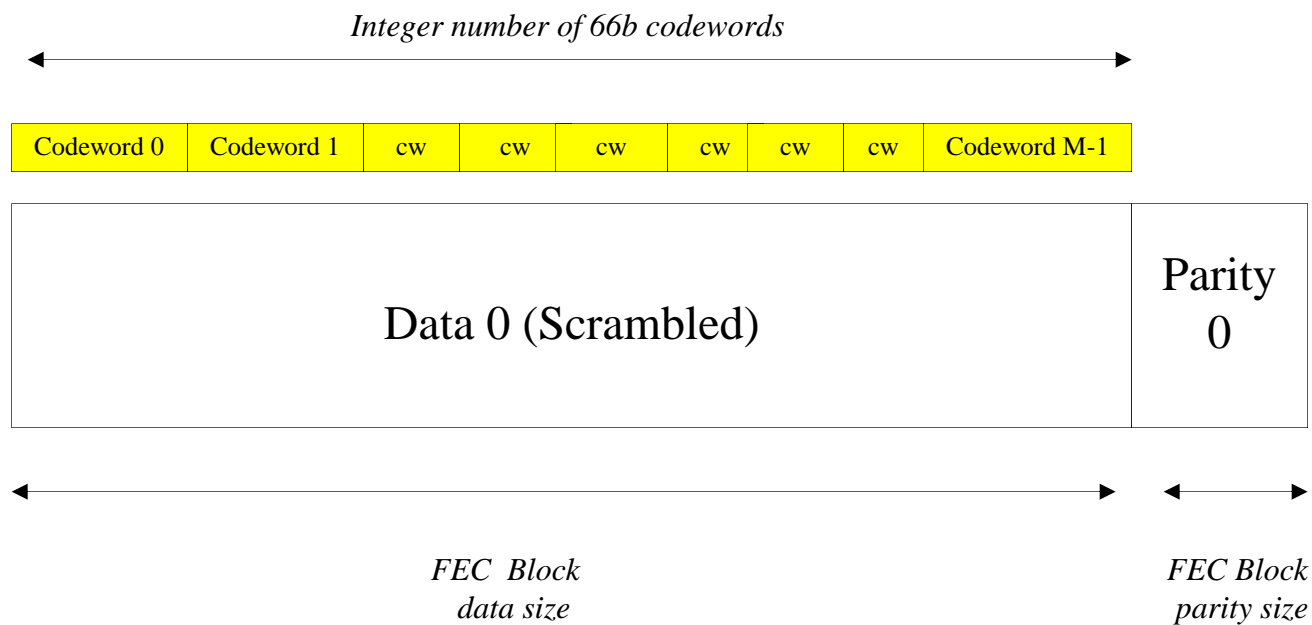 Integer number of 66b codewords
Codeword 0 Codeword 1 cw cw cw cw cw cw Codeword M-1
Data 0 (Scrambled)
Parity
0
FEC Block
data size
FEC Block
parity size